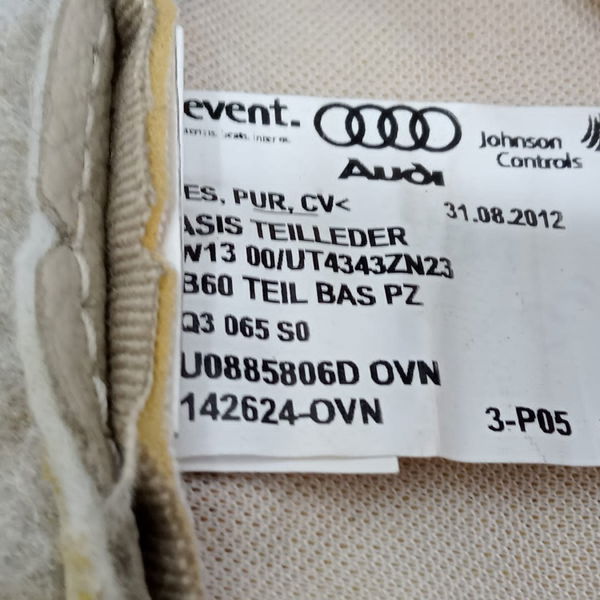 event.
Audi
Johnson
Controls
ES, PUR, CV<
31.08.2012
ASIS TEILLEDER
W13 00/UT4343ZN23
B60 TEIL BAS PZ
Q3 065 S0
U0885806D OVN
142624-OVN
3-P05